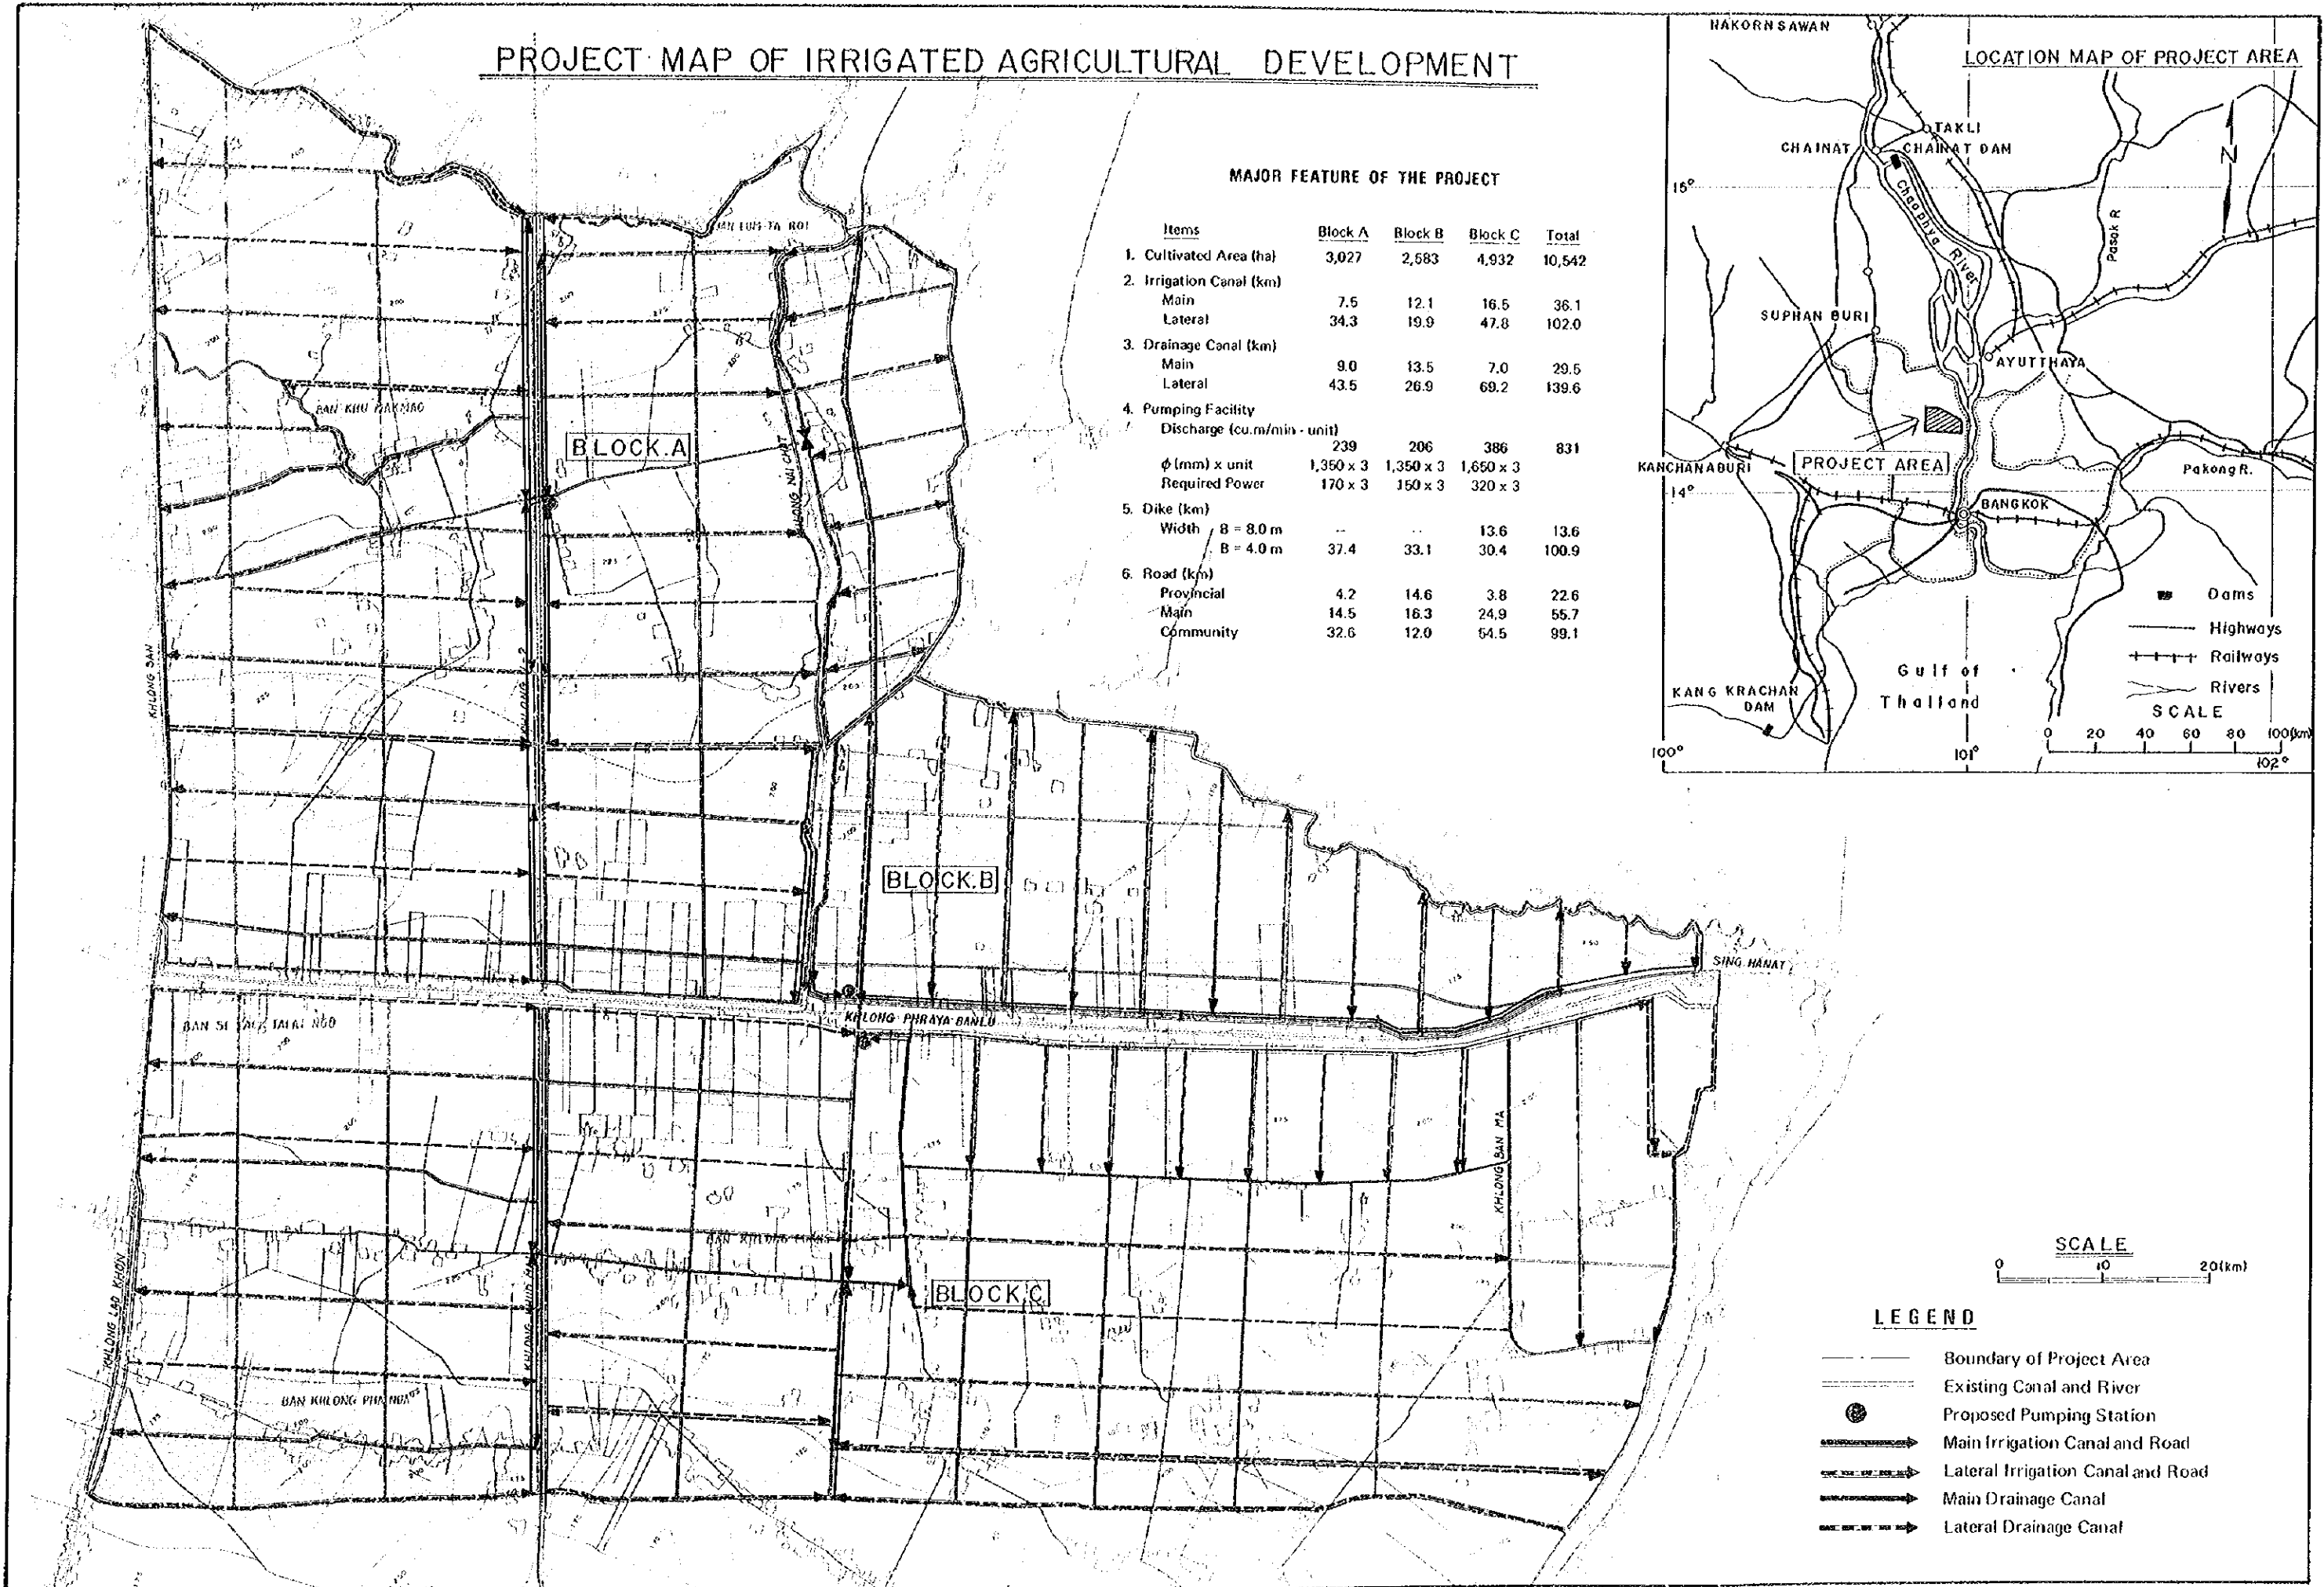 PROJECT MAP OF IRRIGATED AGRICULTURAL DEVELOPMENT
MAJOR FEATURE OF THE PROJECT
Items Block A Block B Block C Total
1. Cultivated Area (ha) 3,027 2,583 4,932 10,542
2. Irrigation Canal (km)
Main 7.5 12.1 16.5 36.1
Lateral 34.3 19.9 47.8 102.0
3. Drainage Canal (km)
Main 9.0 13.5 7.0 29.5
Lateral 43.5 26.9 69.2 139.6
4. Pumping Facility
Discharge (cu.m/min - unit)
239 206 386 831
φ (mm) x unit 1,350 x 3 1,350 x 3 1,650 x 3
Required Power 170 x 3 150 x 3 320 x 3
5. Dike (km)
Width B = 8.0 m -- -- 13.6 13.6
B = 4.0 m 37.4 33.1 30.4 100.9
6. Road (km)
Provincial 4.2 14.6 3.8 22.6
Main 14.5 16.3 24.9 55.7
Community 32.6 12.0 54.5 99.1
LOCATION MAP OF PROJECT AREA
NAKORN SAWAN
TAKLI
CHAINAT
CHAINAT DAM
N
16°
Chao phya River
Pasak R
SUPHAN BURI
AYUTTHAYA
KANCHANABURI
PROJECT AREA
Pakong R.
14°
BANGKOK
Dams
Highways
Railways
Rivers
Gulf of
Thailand
KANG KRACHAN
DAM
SCALE
0 20 40 60 80 100(km)
100°
101°
102°
BLOCK.A
BLOCK.B
BLOCK.C
BAN KHU
KHLONG SAN
KHLONG NAI CHAT
KHLONG PHRAYA BANLU
SING HANAT
KHLONG BAN MA
KHLONG LAO KHON
BAN KHLONG
SCALE
0 10 20(km)
LEGEND
Boundary of Project Area
Existing Canal and River
Proposed Pumping Station
Main Irrigation Canal and Road
Lateral Irrigation Canal and Road
Main Drainage Canal
Lateral Drainage Canal